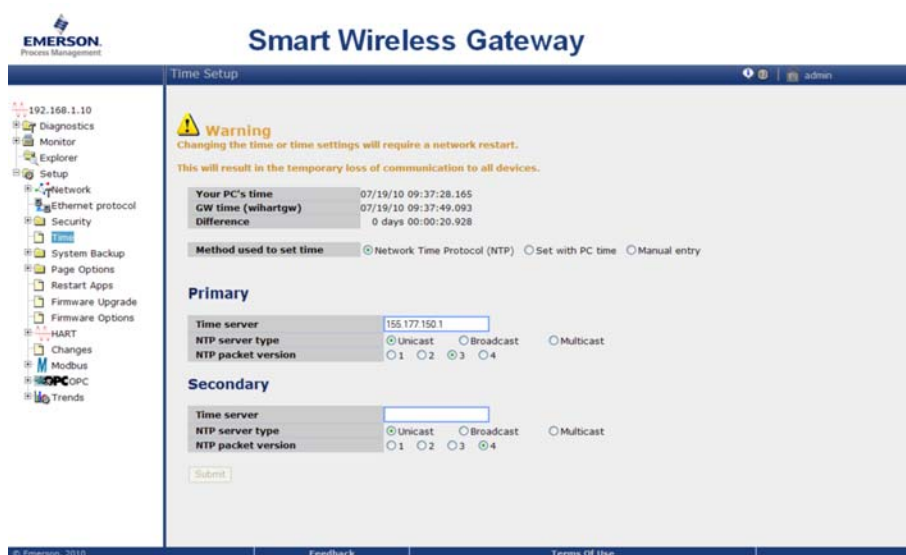 EMERSON.
Process Management
Smart Wireless Gateway
Time Setup
admin
192.168.1.10
Diagnostics
Monitor
Explorer
Setup
Network
Ethernet protocol
Security
Time
System Backup
Page Options
Restart Apps
Firmware Upgrade
Firmware Options
HART
Changes
Modbus
OPC OPC
Trends
Warning
Changing the time or time settings will require a network restart.
This will result in the temporary loss of communication to all devices.
Your PC's time 07/19/10 09:37:28.165
GW time (wihartgw) 07/19/10 09:37:49.093
Difference 0 days 00:00:20.928
Method used to set time Network Time Protocol (NTP) Set with PC time Manual entry
Primary
Time server 155.177.150.1
NTP server type Unicast Broadcast Multicast
NTP packet version 1 2 3 4
Secondary
Time server
NTP server type Unicast Broadcast Multicast
NTP packet version 1 2 3 4
Submit
© Emerson, 2010 Feedback Terms Of Use